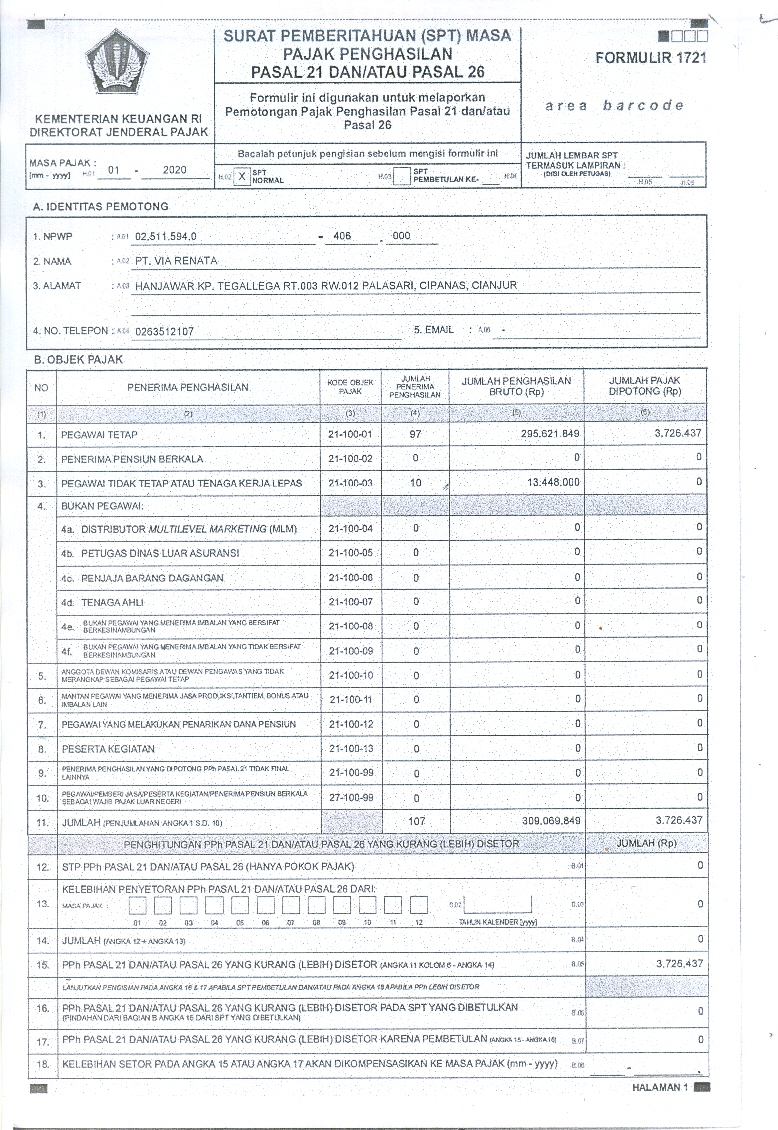 SURAT PEMBERITAHUAN (SPT) MASA
PAJAK PENGHASILAN
PASAL 21 DAN/ATAU PASAL 26
FORMULIR 1721
Formulir ini digunakan untuk melaporkan
Pemotongan Pajak Penghasilan Pasal 21 dan/atau
Pasal 26
area barcode
KEMENTERIAN KEUANGAN RI
DIREKTORAT JENDERAL PAJAK
MASA PAJAK :
[mm - yyyy] H.01 01 - 2020
Bacalah petunjuk pengisian sebelum mengisi formulir ini
H.02 X SPT NORMAL H.03 SPT PEMBETULAN KE- H.04
JUMLAH LEMBAR SPT
TERMASUK LAMPIRAN :
(DIISI OLEH PETUGAS) H.05
A. IDENTITAS PEMOTONG
1. NPWP : A.01 02.511.594.0 - 406 . 000
2. NAMA : A.02 PT. VIA RENATA
3. ALAMAT : A.03 HANJAWAR KP. TEGALLEGA RT.003 RW.012 PALASARI, CIPANAS, CIANJUR
4. NO. TELEPON : A.04 0263512107 5. EMAIL : -
B. OBJEK PAJAK
NO PENERIMA PENGHASILAN KODE OBJEK PAJAK JUMLAH PENERIMA PENGHASILAN JUMLAH PENGHASILAN BRUTO (Rp) JUMLAH PAJAK DIPOTONG (Rp)
(1) (2) (3) (4) (5) (6)
1. PEGAWAI TETAP 21-100-01 97 295.621.849 3.726.437
2. PENERIMA PENSIUN BERKALA 21-100-02 0 0 0
3. PEGAWAI TIDAK TETAP ATAU TENAGA KERJA LEPAS 21-100-03 10 13.448.000 0
4. BUKAN PEGAWAI:
4a. DISTRIBUTOR MULTILEVEL MARKETING (MLM) 21-100-04 0 0 0
4b. PETUGAS DINAS LUAR ASURANSI 21-100-05 0 0 0
4c. PENJAJA BARANG DAGANGAN 21-100-06 0 0 0
4d. TENAGA AHLI 21-100-07 0 0 0
4e. BUKAN PEGAWAI YANG MENERIMA IMBALAN YANG BERSIFAT BERKESINAMBUNGAN 21-100-08 0 0 0
4f. BUKAN PEGAWAI YANG MENERIMA IMBALAN YANG TIDAK BERSIFAT BERKESINAMBUNGAN 21-100-09 0 0 0
5. ANGGOTA DEWAN KOMISARIS ATAU DEWAN PENGAWAS YANG TIDAK MERANGKAP SEBAGAI PEGAWAI TETAP 21-100-10 0 0 0
6. MANTAN PEGAWAI YANG MENERIMA JASA PRODUKSI, TANTIEM, BONUS ATAU IMBALAN LAIN 21-100-11 0 0 0
7. PEGAWAI YANG MELAKUKAN PENARIKAN DANA PENSIUN 21-100-12 0 0 0
8. PESERTA KEGIATAN 21-100-13 0 0 0
9. PENERIMA PENGHASILAN YANG DIPOTONG PPh PASAL 21 TIDAK FINAL LAINNYA 21-100-99 0 0 0
10. PEGAWAI/PEMBERI JASA/PESERTA KEGIATAN/PENERIMA PENSIUN BERKALA SEBAGAI WAJIB PAJAK LUAR NEGERI 27-100-99 0 0 0
11. JUMLAH (PENJUMLAHAN ANGKA 1 S.D. 10) 107 309.069.849 3.726.437
PENGHITUNGAN PPh PASAL 21 DAN/ATAU PASAL 26 YANG KURANG (LEBIH) DISETOR JUMLAH (Rp)
12. STP PPh PASAL 21 DAN/ATAU PASAL 26 (HANYA POKOK PAJAK) B.01 0
KELEBIHAN PENYETORAN PPh PASAL 21 DAN/ATAU PASAL 26 DARI:
13. MASA PAJAK : B.02 B.03 0
01 02 03 04 05 06 07 08 09 10 11 12 TAHUN KALENDER [yyyy]
14. JUMLAH (ANGKA 12 + ANGKA 13) B.04 0
15. PPh PASAL 21 DAN/ATAU PASAL 26 YANG KURANG (LEBIH) DISETOR (ANGKA 11 KOLOM 6 - ANGKA 14) B.05 3.726.437
LANJUTKAN PENGISIAN PADA ANGKA 16 & 17 APABILA SPT PEMBETULAN DAN/ATAU PADA ANGKA 18 APABILA PPh LEBIH DISETOR
16. PPh PASAL 21 DAN/ATAU PASAL 26 YANG KURANG (LEBIH) DISETOR PADA SPT YANG DIBETULKAN B.06 0
(PINDAHAN DARI BAGIAN B ANGKA 15 DARI SPT YANG DIBETULKAN)
17. PPh PASAL 21 DAN/ATAU PASAL 26 YANG KURANG (LEBIH) DISETOR KARENA PEMBETULAN (ANGKA 15 - ANGKA 16) B.07 0
18. KELEBIHAN SETOR PADA ANGKA 15 ATAU ANGKA 17 AKAN DIKOMPENSASIKAN KE MASA PAJAK (mm - yyyy) B.08 -
HALAMAN 1